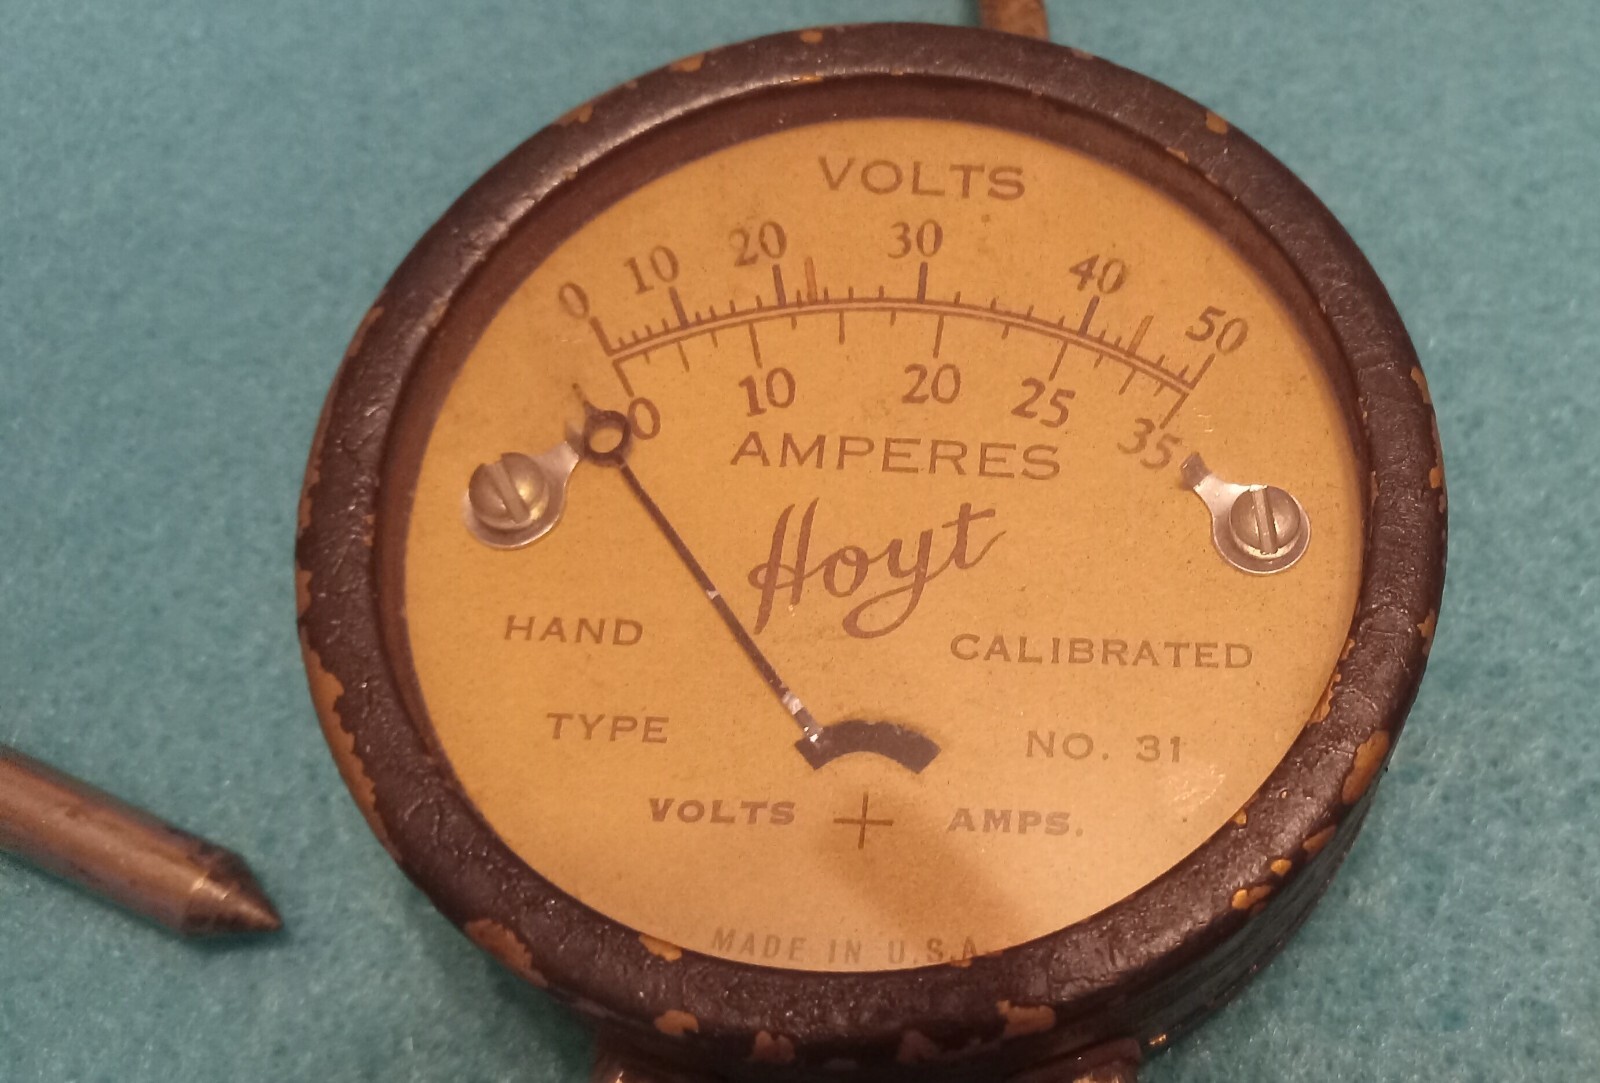 VOLTS
0 10 20 30 40 50
0 10 20 25 35
AMPERES
Hoyt
HAND CALIBRATED
TYPE NO. 31
VOLTS + AMPS.
MADE IN U.S.A